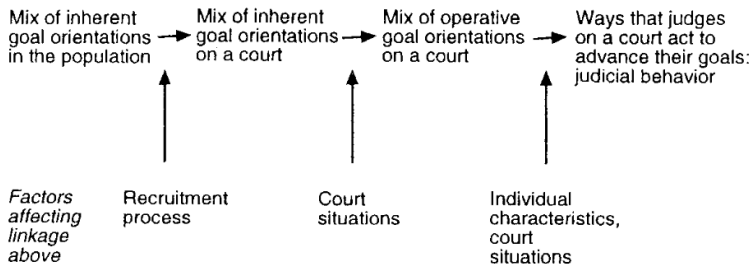 Mix of inherent
goal orientations
in the population
Mix of inherent
goal orientations
on a court
Mix of operative
goal orientations
on a court
Ways that judges
on a court act to
advance their goals:
judicial behavior
Factors
affecting
linkage
above
Recruitment
process
Court
situations
Individual
characteristics,
court
situations